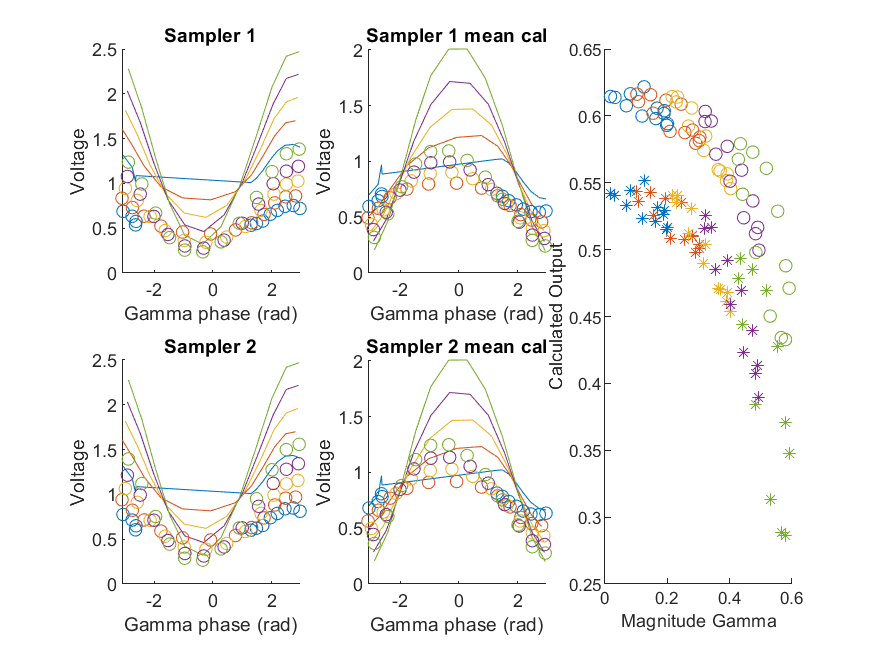 Sampler 1
2.5
2
1.5
1
0.5
0
Voltage
-2 0 2
Gamma phase (rad)
Sampler 1 mean cal
2
1.5
1
0.5
0
Voltage
-2 0 2
Gamma phase (rad)
Sampler 2
2.5
2
1.5
1
0.5
0
Voltage
-2 0 2
Gamma phase (rad)
Sampler 2 mean cal
2
1.5
1
0.5
0
Voltage
-2 0 2
Gamma phase (rad)
0.65
0.6
0.55
0.5
0.45
0.4
0.35
0.3
0.25
Calculated Output
0 0.2 0.4 0.6
Magnitude Gamma